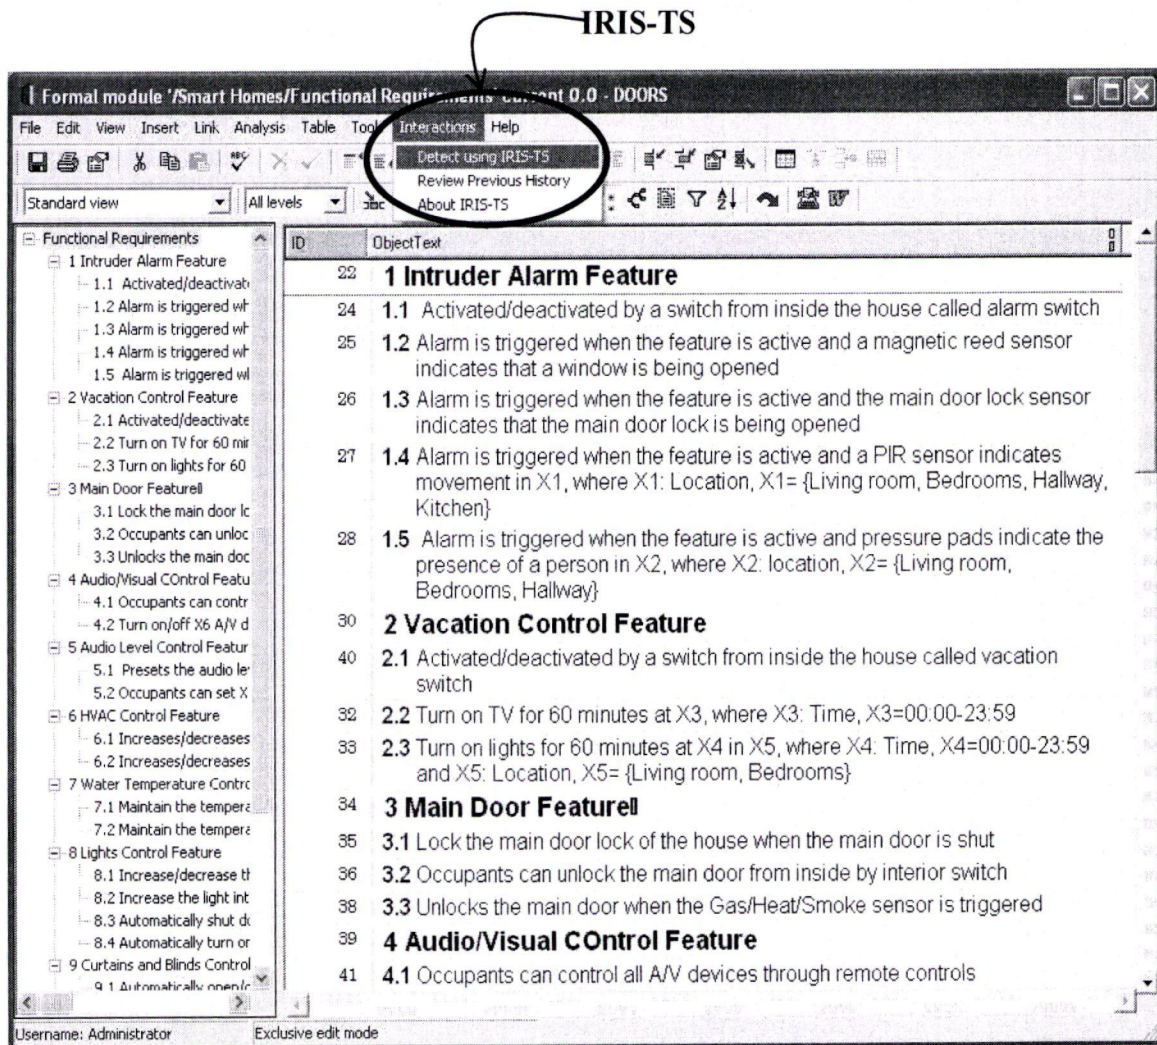 IRIS-TS
Formal module '/Smart Homes/Functional Requirements' current 0.0 - DOORS
File Edit View Insert Link Analysis Table Tools Interactions Help
Detect using IRIS-TS
Review Previous History
About IRIS-TS
Standard view
All levels
Functional Requirements
1 Intruder Alarm Feature
1.1 Activated/deactivat
1.2 Alarm is triggered wh
1.3 Alarm is triggered wh
1.4 Alarm is triggered wh
1.5 Alarm is triggered wl
2 Vacation Control Feature
2.1 Activated/deactivate
2.2 Turn on TV for 60 mir
2.3 Turn on lights for 60
3 Main Door Feature
3.1 Lock the main door lc
3.2 Occupants can unloc
3.3 Unlocks the main doc
4 Audio/Visual COntrol Featu
4.1 Occupants can contr
4.2 Turn on/off X6 A/V d
5 Audio Level Control Featur
5.1 Presets the audio le
5.2 Occupants can set X
6 HVAC Control Feature
6.1 Increases/decreases
6.2 Increases/decreases
7 Water Temperature Contrc
7.1 Maintain the tempera
7.2 Maintain the tempera
8 Lights Control Feature
8.1 Increase/decrease th
8.2 Increase the light int
8.3 Automatically shut do
8.4 Automatically turn or
9 Curtains and Blinds Control
9.1 Automatically open/c
ID ObjectText
22 1 Intruder Alarm Feature
24 1.1 Activated/deactivated by a switch from inside the house called alarm switch
25 1.2 Alarm is triggered when the feature is active and a magnetic reed sensor
indicates that a window is being opened
26 1.3 Alarm is triggered when the feature is active and the main door lock sensor
indicates that the main door lock is being opened
27 1.4 Alarm is triggered when the feature is active and a PIR sensor indicates
movement in X1, where X1: Location, X1= {Living room, Bedrooms, Hallway,
Kitchen}
28 1.5 Alarm is triggered when the feature is active and pressure pads indicate the
presence of a person in X2, where X2: location, X2= {Living room,
Bedrooms, Hallway}
30 2 Vacation Control Feature
40 2.1 Activated/deactivated by a switch from inside the house called vacation
switch
32 2.2 Turn on TV for 60 minutes at X3, where X3: Time, X3=00:00-23:59
33 2.3 Turn on lights for 60 minutes at X4 in X5, where X4: Time, X4=00:00-23:59
and X5: Location, X5= {Living room, Bedrooms}
34 3 Main Door Feature
35 3.1 Lock the main door lock of the house when the main door is shut
36 3.2 Occupants can unlock the main door from inside by interior switch
38 3.3 Unlocks the main door when the Gas/Heat/Smoke sensor is triggered
39 4 Audio/Visual COntrol Feature
41 4.1 Occupants can control all A/V devices through remote controls
Username: Administrator Exclusive edit mode